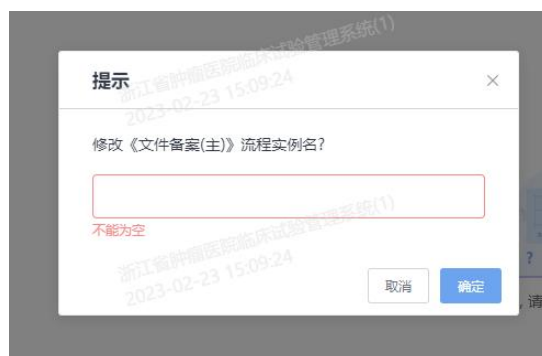 浙江省肿瘤医院临床试验管理系统(1)
2023-02-23 15:09:24
提示
修改《文件备案(主)》流程实例名?
不能为空
浙江省肿瘤医院临床试验管理系统(1)
2023-02-23 15:09:24
取消
确定
?
,请